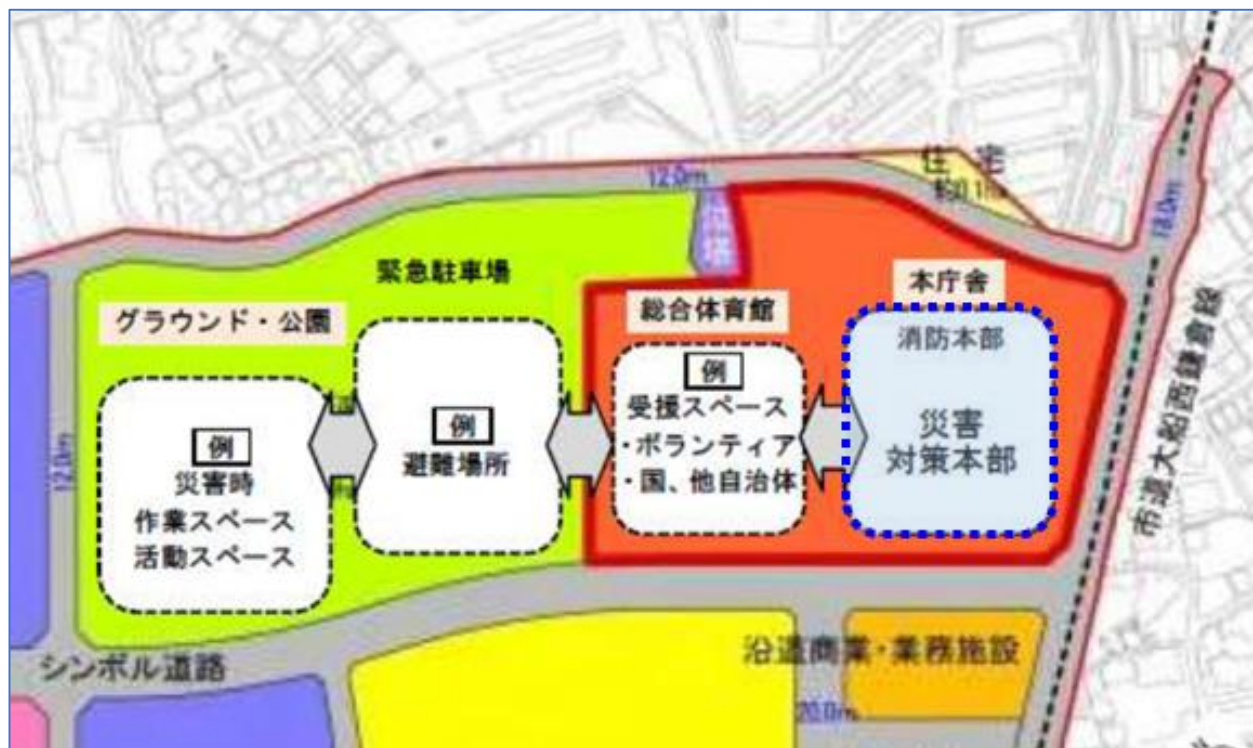 住宅
約0.1ha
12.0m
18.0m
緊急駐車場
本庁舎
グラウンド・公園
総合体育館
消防本部
例
受援スペース
・ボランティア
・国、他自治体
災害
対策本部
例
避難場所
例
災害時
作業スペース
活動スペース
12.0m
市道大船西鎌倉線
シンボル道路
沿道商業・業務施設
20.0m